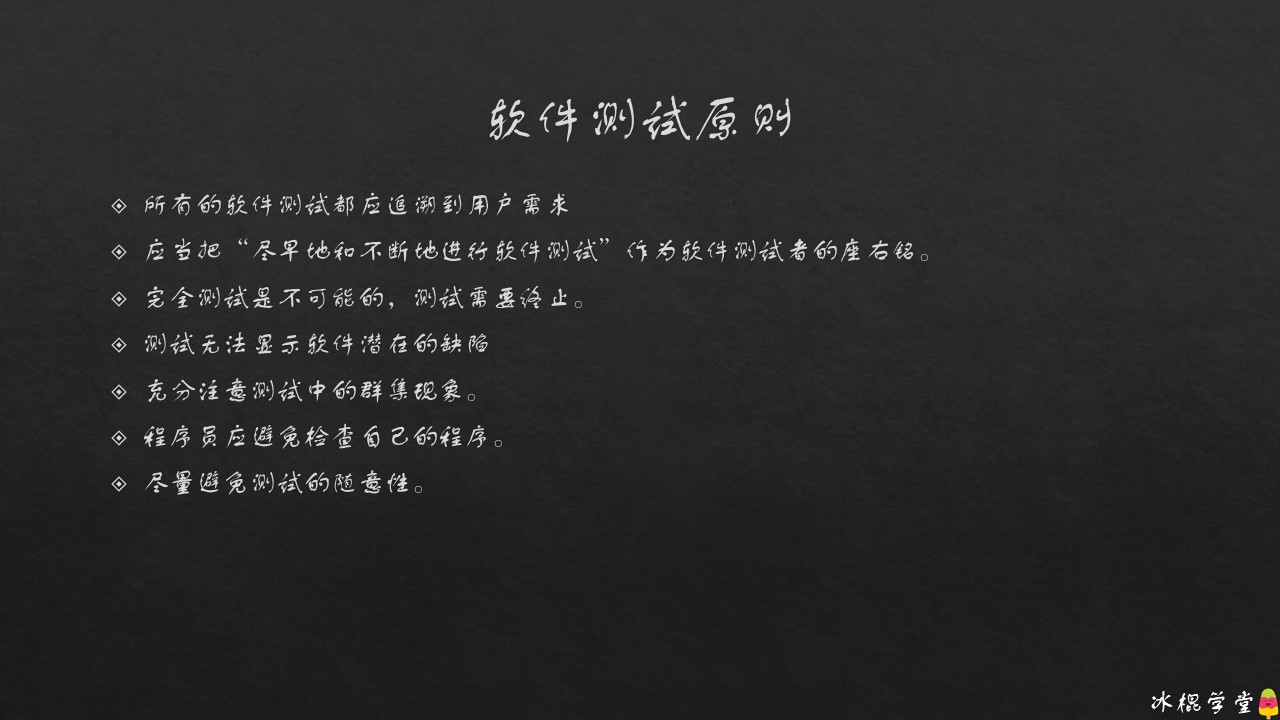 软件测试原则
所有的软件测试都应追溯到用户需求
应当把“尽早地和不断地进行软件测试”作为软件测试者的座右铭。
完全测试是不可能的，测试需要终止。
测试无法显示软件潜在的缺陷
充分注意测试中的群集现象。
程序员应避免检查自己的程序。
尽量避免测试的随意性。
冰棍学堂